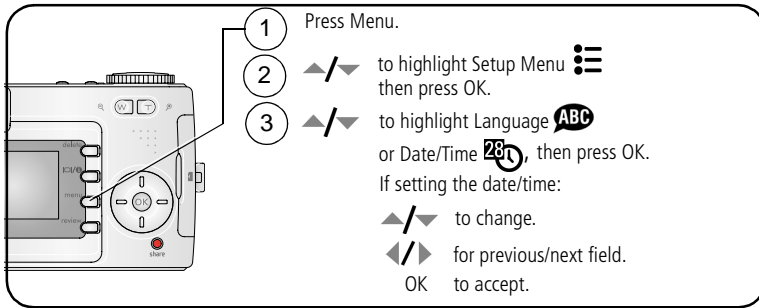 1 Press Menu.
2 to highlight Setup Menu
then press OK.
3 to highlight Language ABC
or Date/Time 28, then press OK.
If setting the date/time:
/ to change.
/ for previous/next field.
OK to accept.
W T
delete
menu
OK
review
share